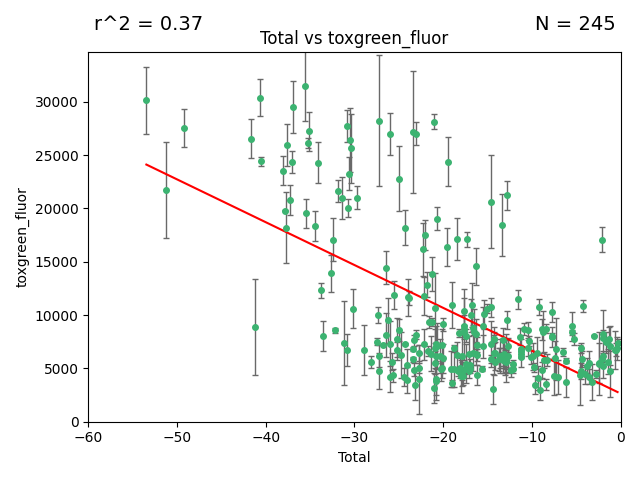 r^2 = 0.37
N = 245
Total vs toxgreen_fluor
toxgreen_fluor
30000
25000
20000
15000
10000
5000
0
−60
−50
−40
−30
−20
−10
0
Total